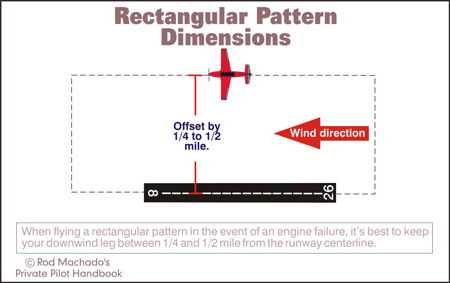 Rectangular Pattern
Dimensions
Offset by
1/4 to 1/2
mile.
Wind direction
8
26
When flying a rectangular pattern in the event of an engine failure, it's best to keep
your downwind leg between 1/4 and 1/2 mile from the runway centerline.
© Rod Machado's
Private Pilot Handbook